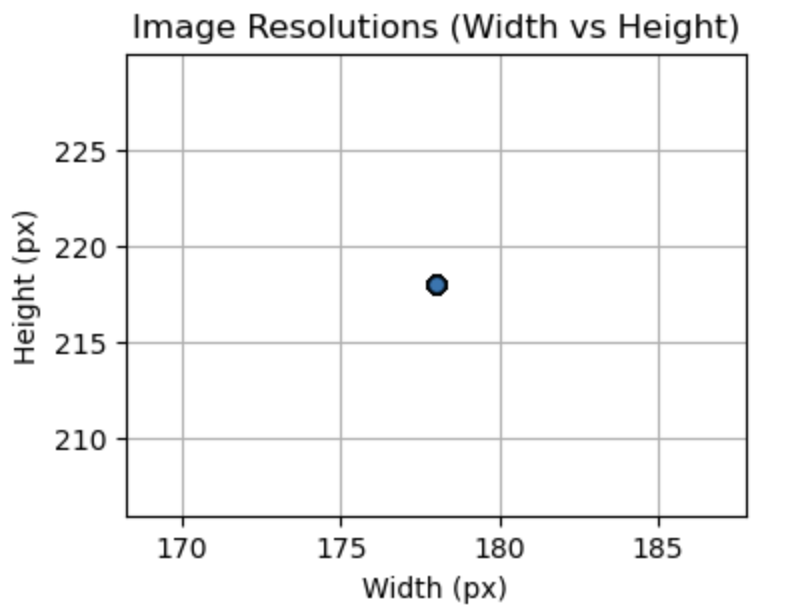 Image Resolutions (Width vs Height)
225
220
215
210
Height (px)
170 175 180 185
Width (px)